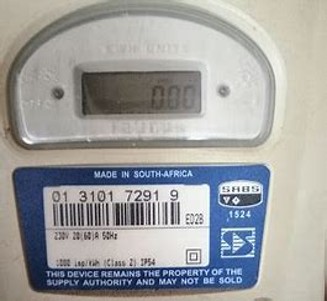 0.00
MADE IN SOUTH-AFRICA
01 3101 7291 9
SABS
1524
ED2B
230V 20(60)A 50Hz
1000 imp/kWh (Class 2) IP54
THIS DEVICE REMAINS THE PROPERTY OF THE
SUPPLY AUTHORITY AND MAY NOT BE SOLD